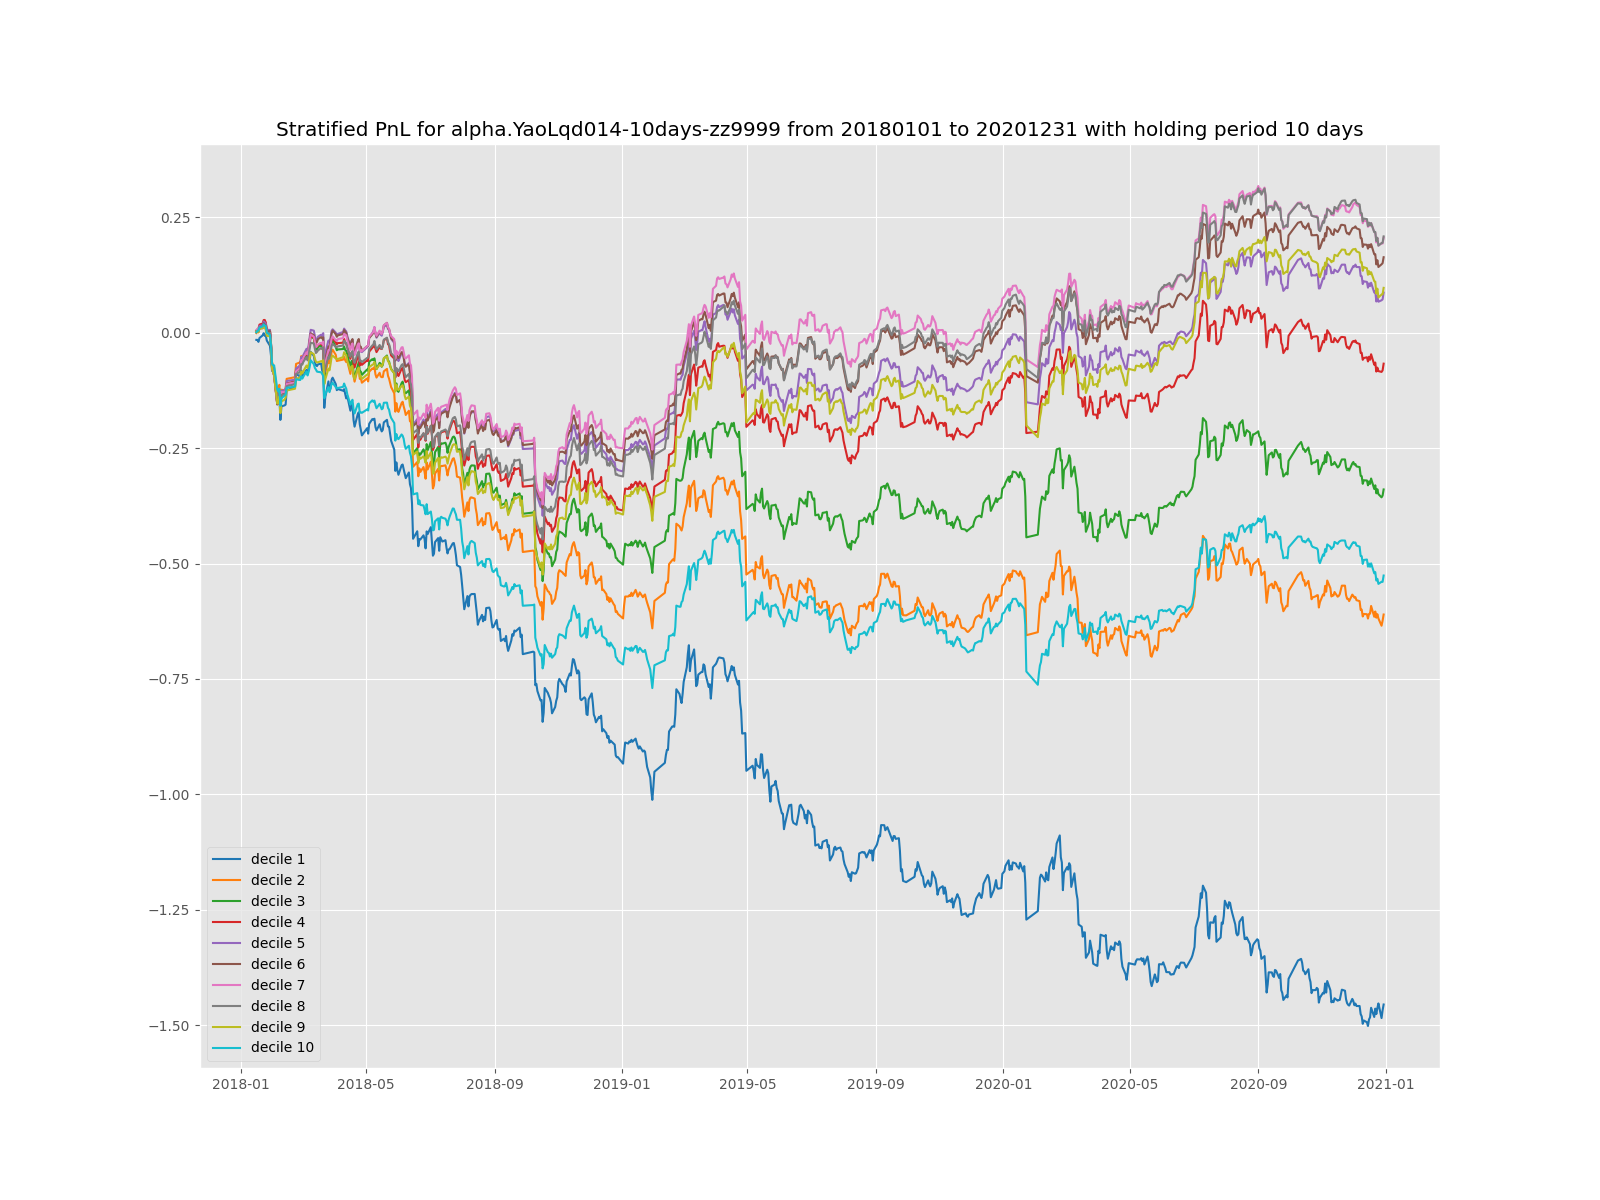 Stratified PnL for alpha.YaoLqd014-10days-zz9999 from 20180101 to 20201231 with holding period 10 days
0.25
0.00
−0.25
−0.50
−0.75
−1.00
−1.25
−1.50
decile 1
decile 2
decile 3
decile 4
decile 5
decile 6
decile 7
decile 8
decile 9
decile 10
2018-01 2018-05 2018-09 2019-01 2019-05 2019-09 2020-01 2020-05 2020-09 2021-01